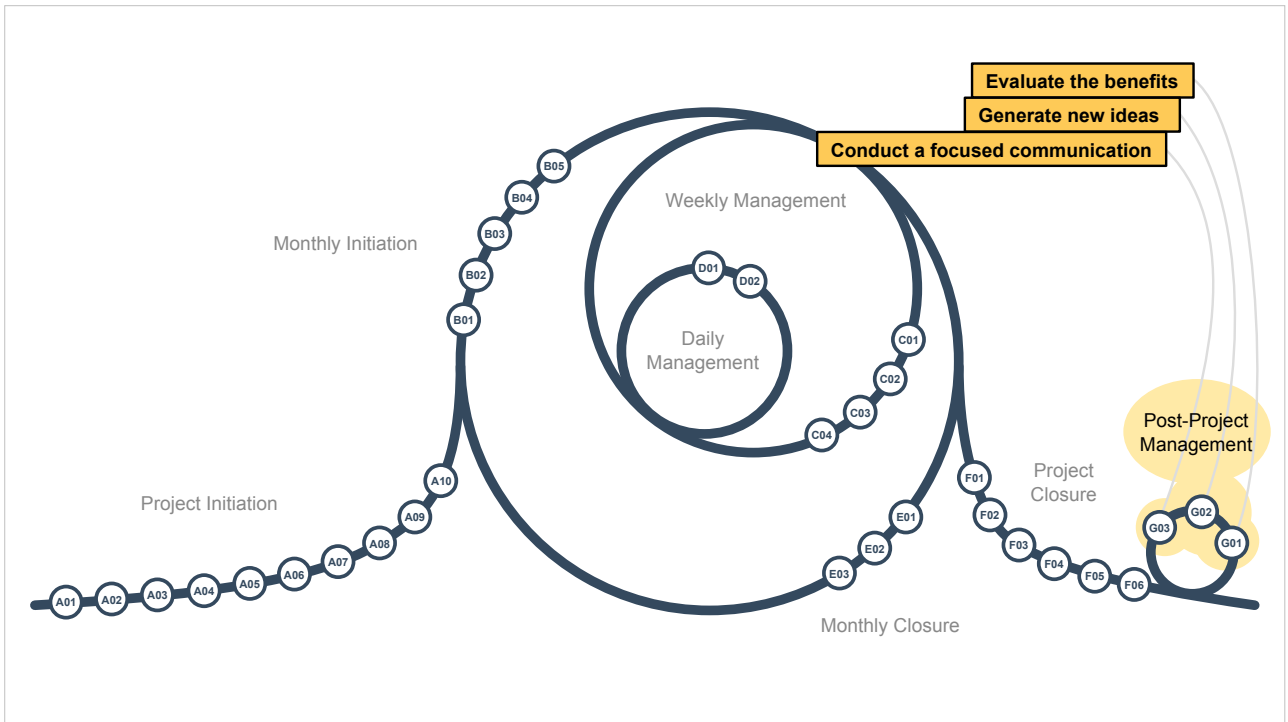 Evaluate the benefits
Generate new ideas
Conduct a focused communication
B05
B04
B03
B02
B01
Monthly Initiation
Weekly Management
D01
D02
Daily
Management
C01
C02
C03
C04
Post-Project
Management
Project Initiation
A10
A09
A08
A07
A06
A05
A04
A03
A02
A01
Project
Closure
F01
F02
F03
F04
F05
F06
G03
G02
G01
E01
E02
E03
Monthly Closure